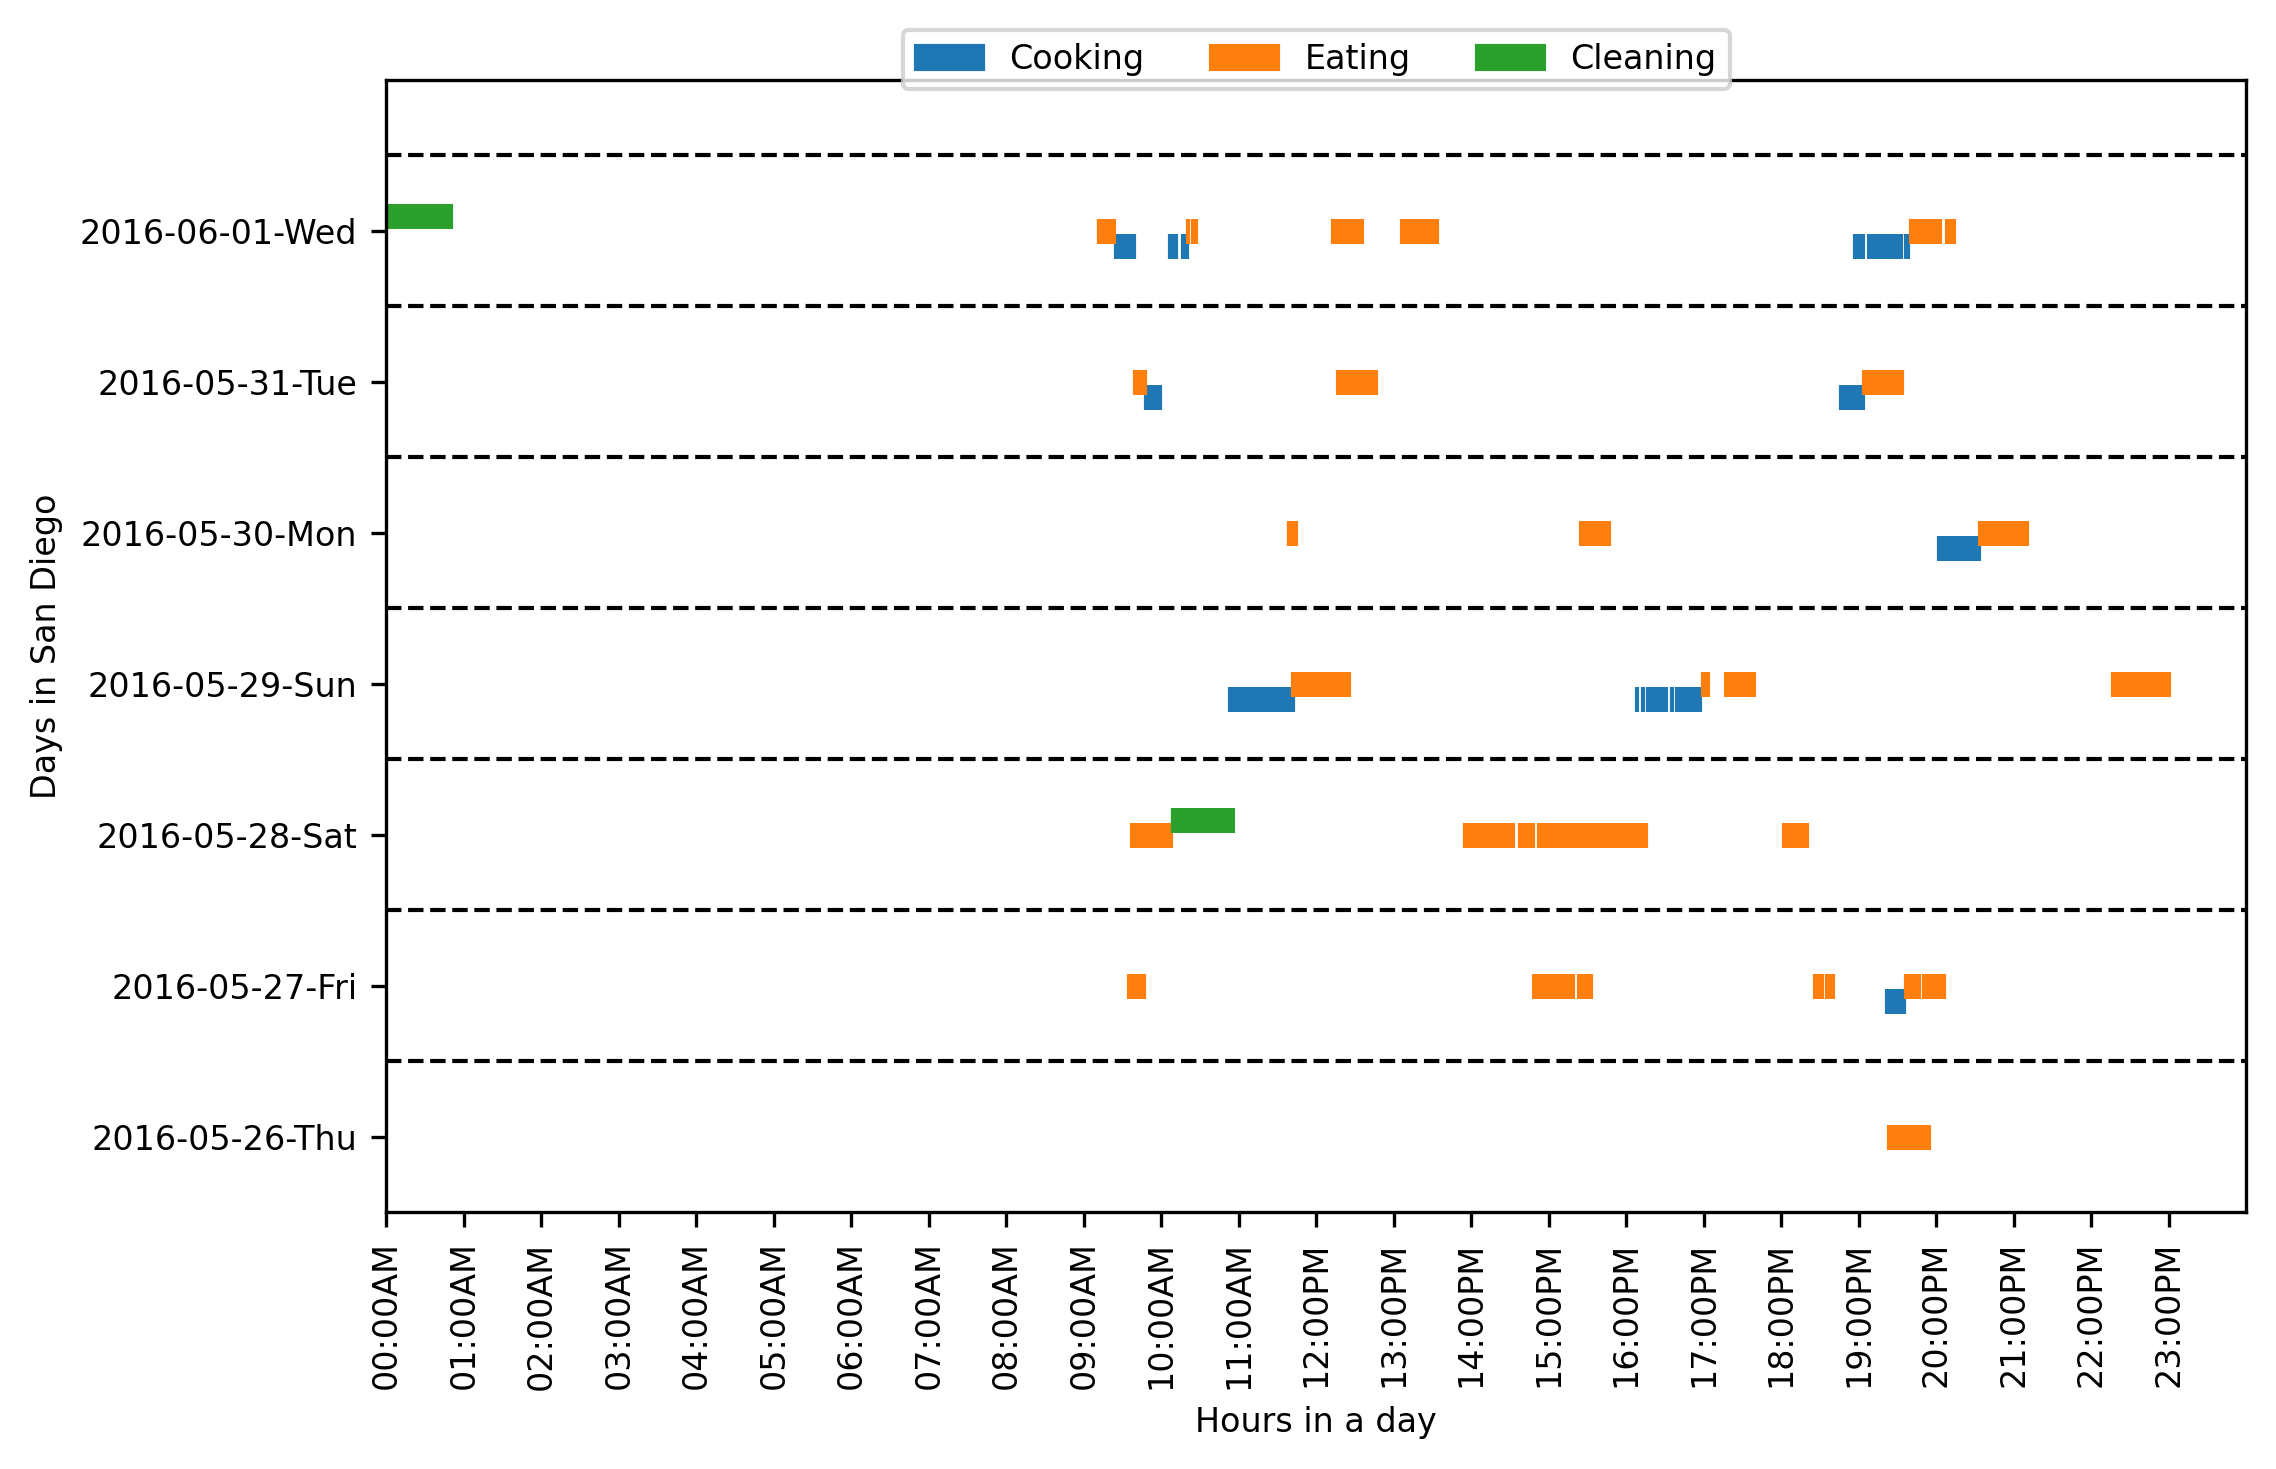 Cooking Eating Cleaning
2016-06-01-Wed
2016-05-31-Tue
2016-05-30-Mon
2016-05-29-Sun
2016-05-28-Sat
2016-05-27-Fri
2016-05-26-Thu
Days in San Diego
00:00AM
01:00AM
02:00AM
03:00AM
04:00AM
05:00AM
06:00AM
07:00AM
08:00AM
09:00AM
10:00AM
11:00AM
12:00PM
13:00PM
14:00PM
15:00PM
16:00PM
17:00PM
18:00PM
19:00PM
20:00PM
21:00PM
22:00PM
23:00PM
Hours in a day